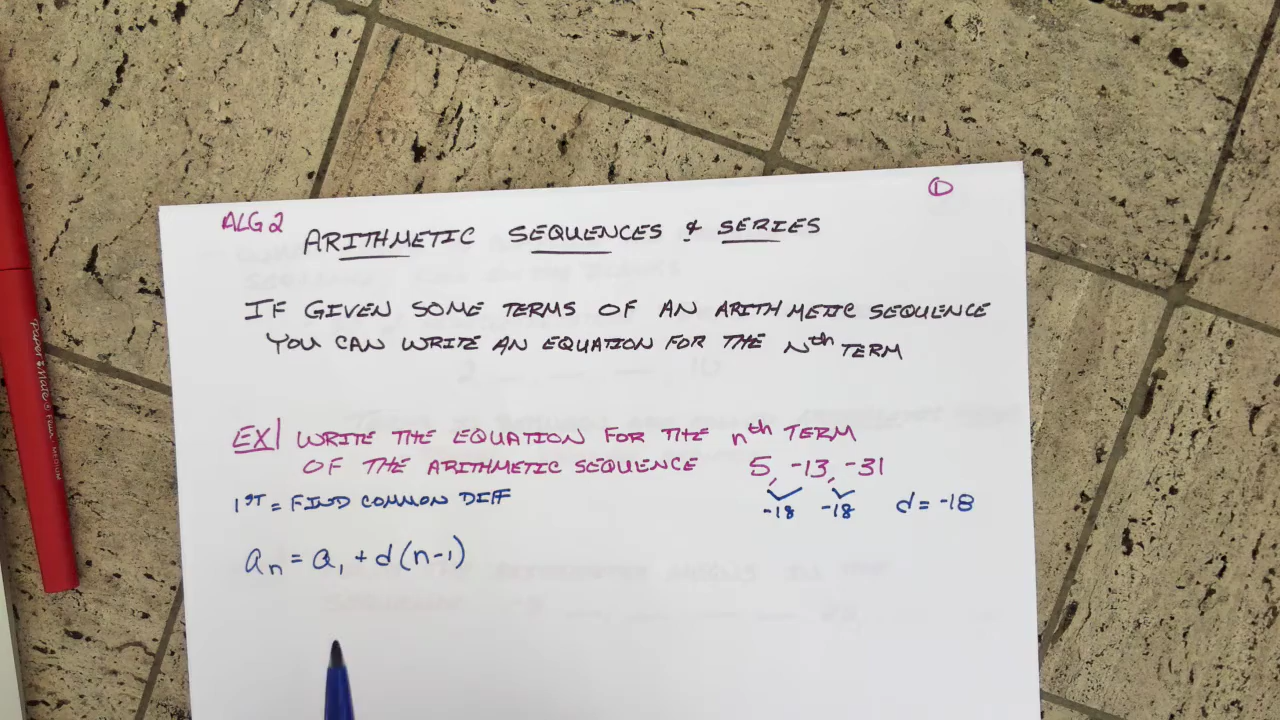 ①
ALG 2
ARITHMETIC SEQUENCES & SERIES
IF GIVEN SOME TERMS OF AN ARITHMETIC SEQUENCE
YOU CAN WRITE AN EQUATION FOR THE Nth TERM
EX| WRITE THE EQUATION FOR THE nth TERM
OF THE ARITHMETIC SEQUENCE 5, -13, -31
1ST = FIND COMMON DIFF
-18 -18 d = -18
an = a1 + d(n-1)
paper mate